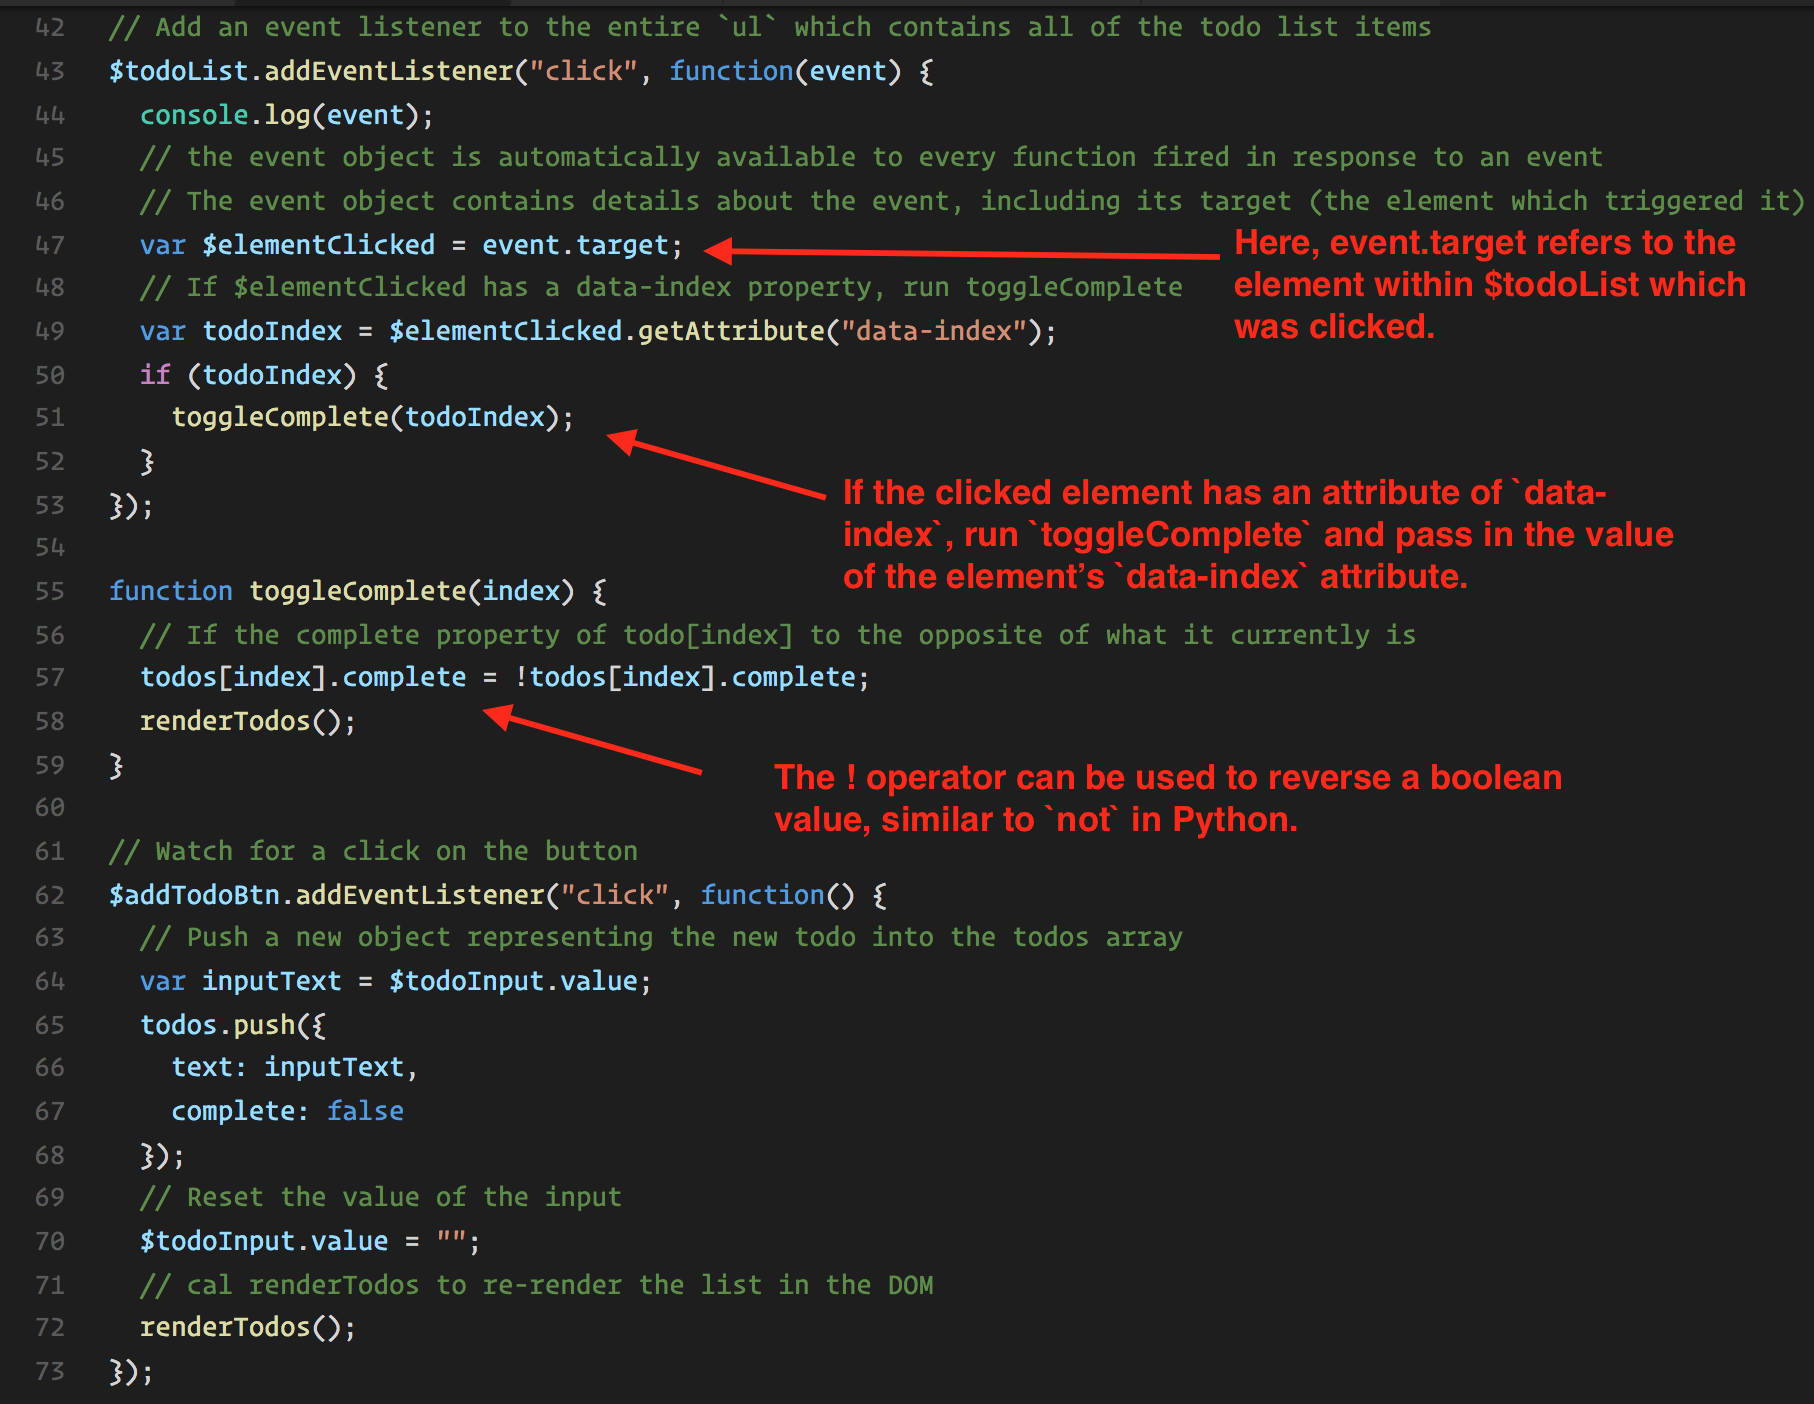 42 // Add an event listener to the entire `ul` which contains all of the todo list items
43 $todoList.addEventListener("click", function(event) {
44   console.log(event);
45   // the event object is automatically available to every function fired in response to an event
46   // The event object contains details about the event, including its target (the element which triggered it)
47   var $elementClicked = event.target;
Here, event.target refers to the
element within $todoList which
was clicked.
48   // If $elementClicked has a data-index property, run toggleComplete
49   var todoIndex = $elementClicked.getAttribute("data-index");
50   if (todoIndex) {
51     toggleComplete(todoIndex);
52   }
53 });
If the clicked element has an attribute of `data-
index`, run `toggleComplete` and pass in the value
of the element’s `data-index` attribute.
54
55 function toggleComplete(index) {
56   // If the complete property of todo[index] to the opposite of what it currently is
57   todos[index].complete = !todos[index].complete;
58   renderTodos();
59 }
The ! operator can be used to reverse a boolean
value, similar to `not` in Python.
60
61 // Watch for a click on the button
62 $addTodoBtn.addEventListener("click", function() {
63   // Push a new object representing the new todo into the todos array
64   var inputText = $todoInput.value;
65   todos.push({
66     text: inputText,
67     complete: false
68   });
69   // Reset the value of the input
70   $todoInput.value = "";
71   // cal renderTodos to re-render the list in the DOM
72   renderTodos();
73 });